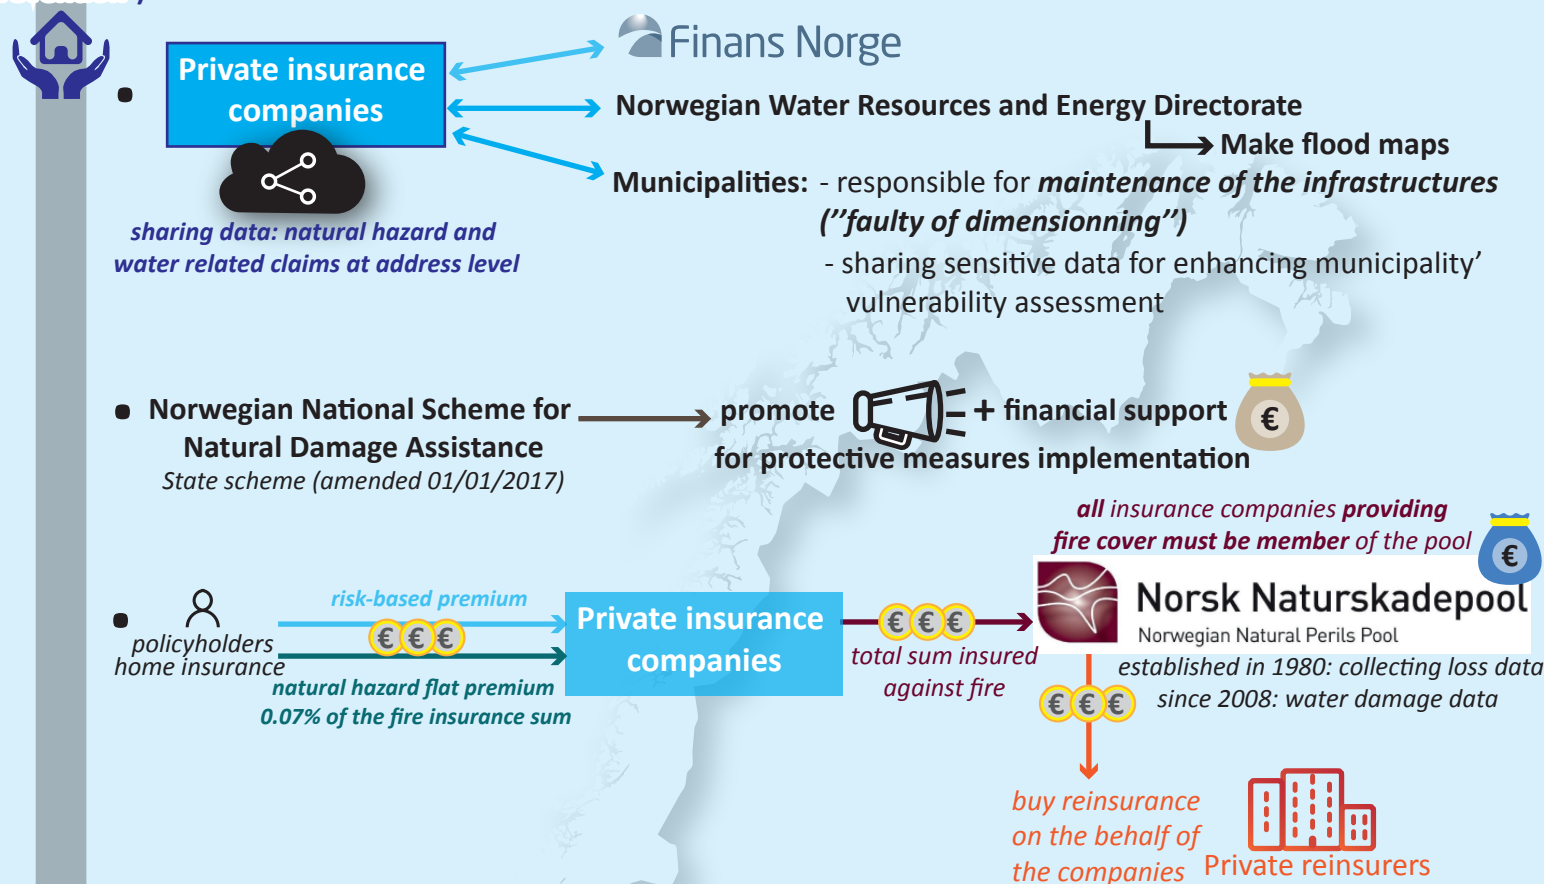 Private insurance
companies
Finans Norge
Norwegian Water Resources and Energy Directorate
Make flood maps
Municipalities: - responsible for maintenance of the infrastructures
(’’faulty of dimensionning’’)
- sharing sensitive data for enhancing municipality’
vulnerability assessment
sharing data: natural hazard and
water related claims at address level
Norwegian National Scheme for
Natural Damage Assistance
State scheme (amended 01/01/2017)
promote + financial support €
for protective measures implementation
all insurance companies providing
fire cover must be member of the pool
€
policyholders
home insurance
risk-based premium
€ € €
natural hazard flat premium
0.07% of the fire insurance sum
Private insurance
companies
€ € €
total sum insured
against fire
Norsk Naturskadepool
Norwegian Natural Perils Pool
established in 1980: collecting loss data
since 2008: water damage data
€ € €
buy reinsurance
on the behalf of
the companies
Private reinsurers